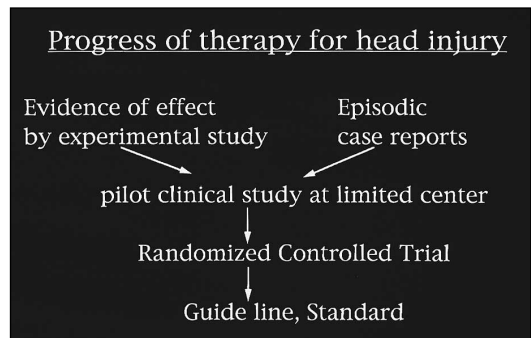 Progress of therapy for head injury
Evidence of effect
by experimental study
Episodic
case reports
pilot clinical study at limited center
Randomized Controlled Trial
Guide line, Standard